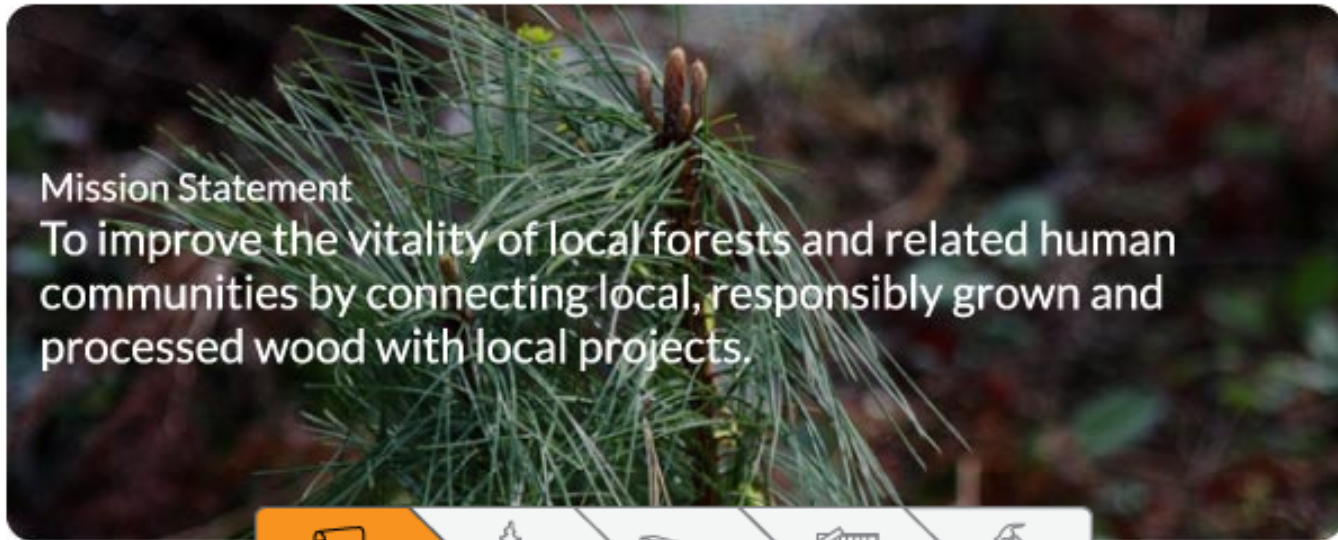 Mission Statement
To improve the vitality of local forests and related human
communities by connecting local, responsibly grown and
processed wood with local projects.